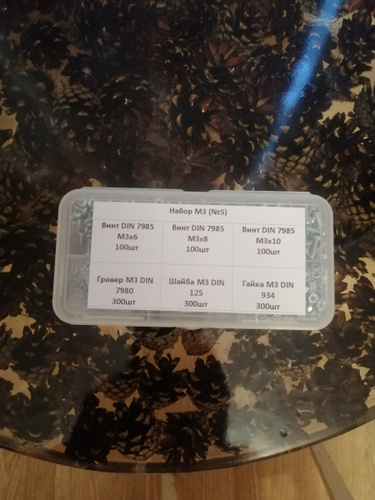 Набор М3 (№5)
Винт DIN 7985
М3х6
100шт
Винт DIN 7985
М3х8
100шт
Винт DIN 7985
М3х10
100шт
Гровер М3 DIN
7980
300шт
Шайба М3 DIN
125
300шт
Гайка М3 DIN
934
300шт